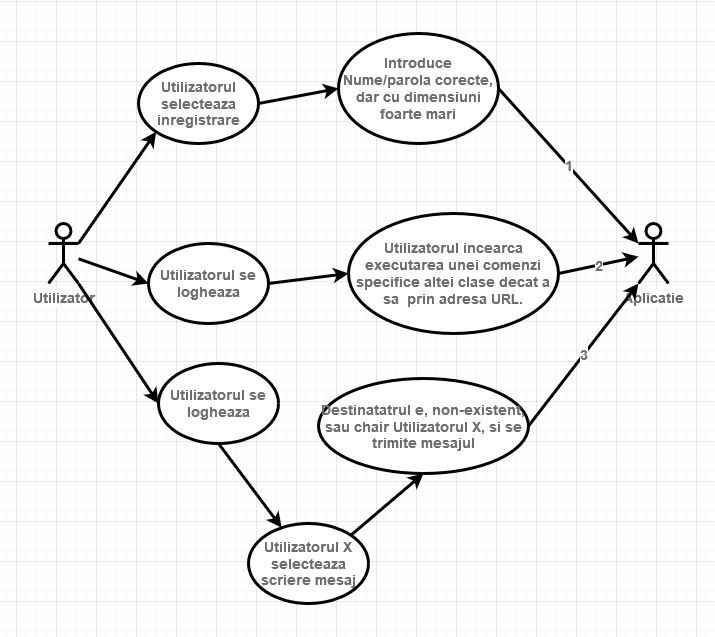 Utilizatorul
selecteaza
inregistrare
Introduce
Nume/parola corecte,
dar cu dimensiuni
foarte mari
1
Utilizator
Utilizatorul se
logheaza
Utilizatorul incearca
executarea unei comenzi
specifice altei clase decat a
sa prin adresa URL.
2
Aplicatie
3
Utilizatorul se
logheaza
Destinatatrul e, non-existent,
sau chair Utilizatorul X, si se
trimite mesajul
Utilizatorul X
selecteaza
scriere mesaj